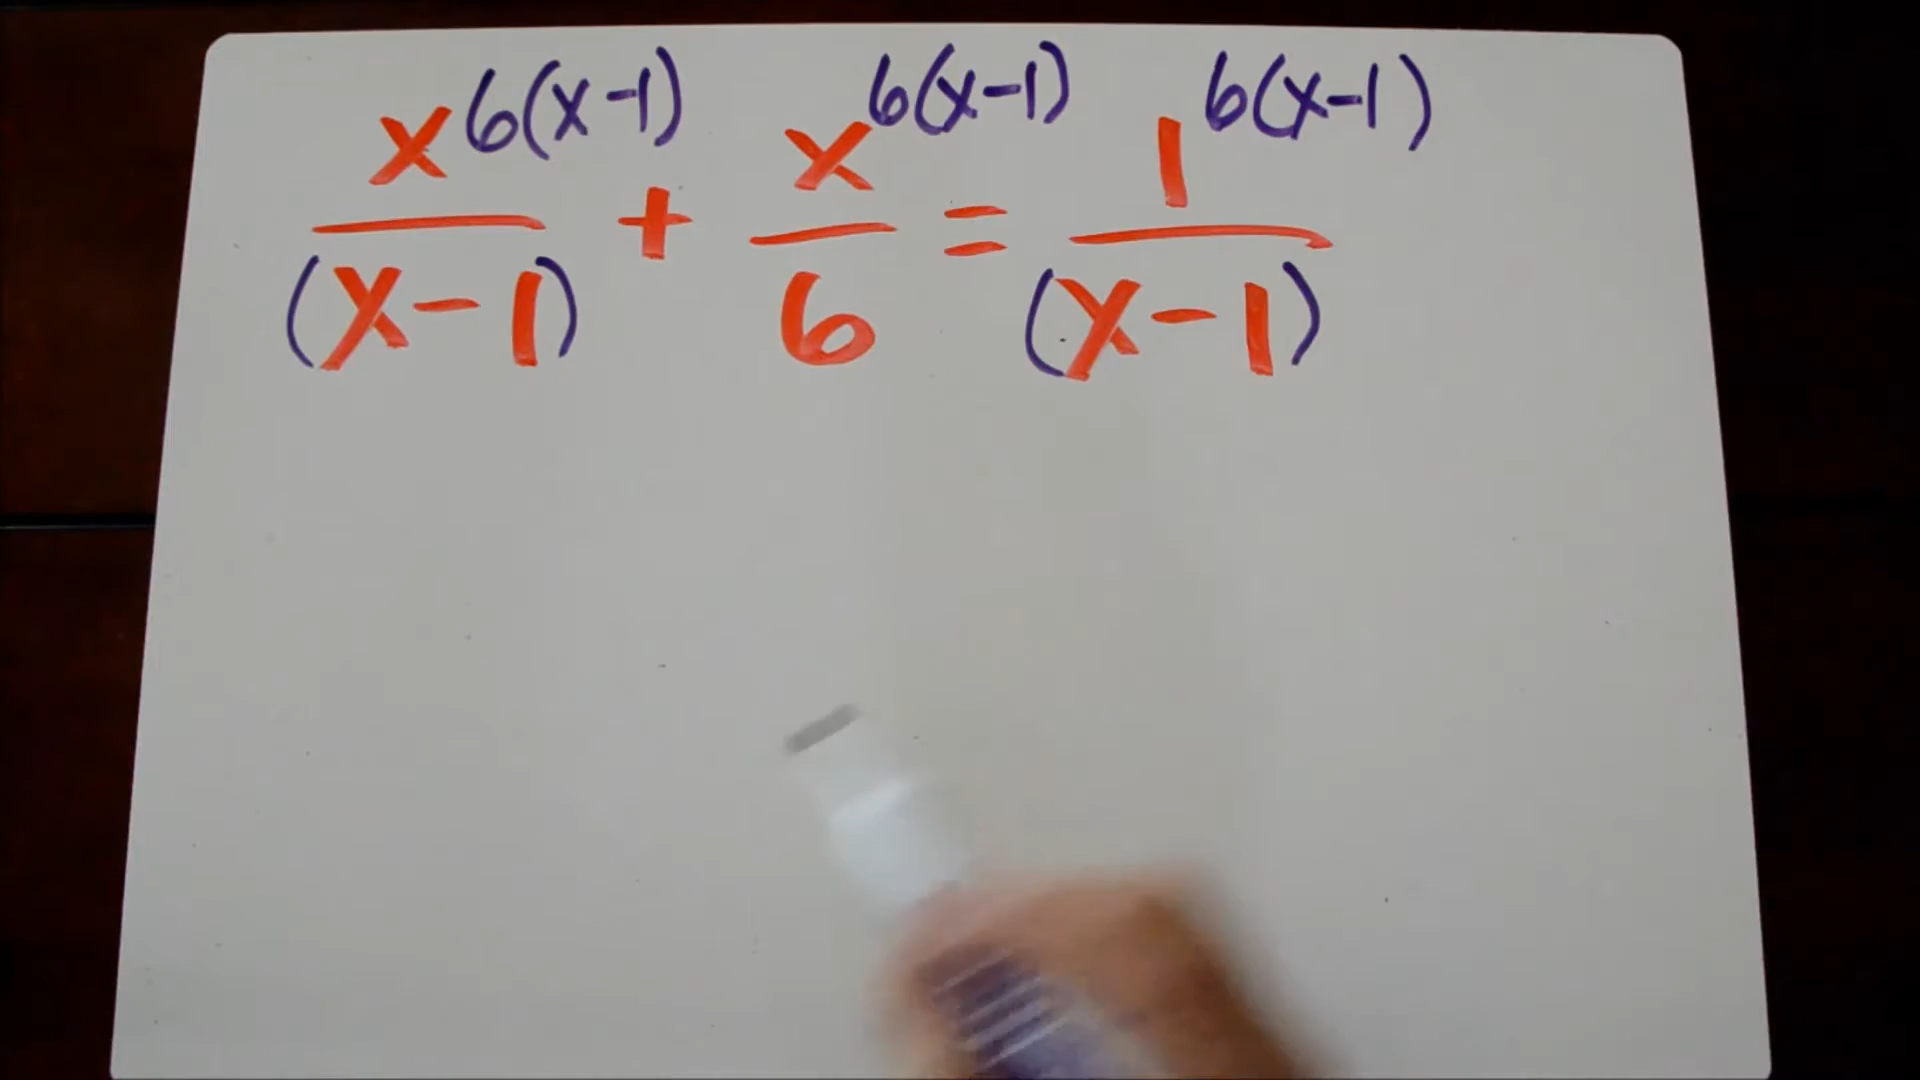 x 6(x-1) x 6(x-1) 1 6(x-1)
+ =
(x-1) 6 (x-1)